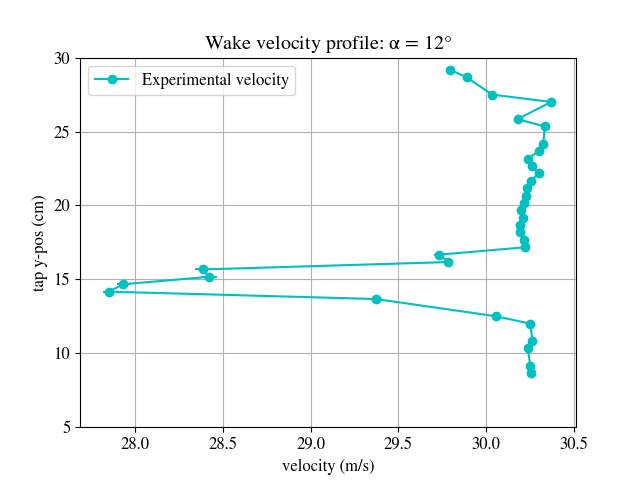 Wake velocity profile: α = 12°
Experimental velocity
30
25
20
15
10
5
tap y-pos (cm)
28.0 28.5 29.0 29.5 30.0 30.5
velocity (m/s)